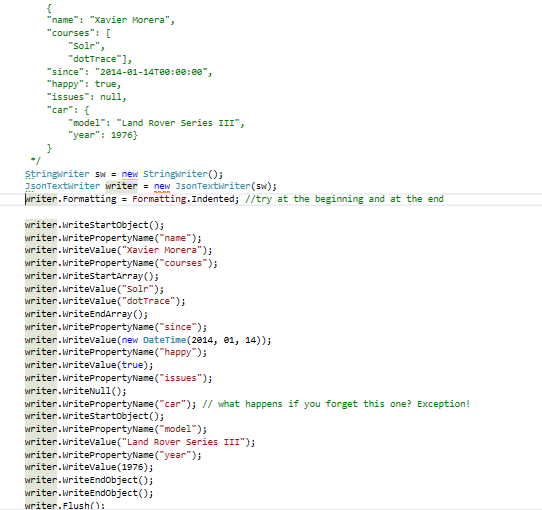 {
"name": "Xavier Morera",
"courses": [
"Solr",
"dotTrace"],
"since": "2014-01-14T00:00:00",
"happy": true,
"issues": null,
"car": {
"model": "Land Rover Series III",
"year": 1976}
}
*/
StringWriter sw = new StringWriter();
JsonTextWriter writer = new JsonTextWriter(sw);
writer.Formatting = Formatting.Indented; //try at the beginning and at the end
writer.WriteStartObject();
writer.WritePropertyName("name");
writer.WriteValue("Xavier Morera");
writer.WritePropertyName("courses");
writer.WriteStartArray();
writer.WriteValue("Solr");
writer.WriteValue("dotTrace");
writer.WriteEndArray();
writer.WritePropertyName("since");
writer.WriteValue(new DateTime(2014, 01, 14));
writer.WritePropertyName("happy");
writer.WriteValue(true);
writer.WritePropertyName("issues");
writer.WriteNull();
writer.WritePropertyName("car"); // what happens if you forget this one? Exception!
writer.WriteStartObject();
writer.WritePropertyName("model");
writer.WriteValue("Land Rover Series III");
writer.WritePropertyName("year");
writer.WriteValue(1976);
writer.WriteEndObject();
writer.WriteEndObject();
writer.Flush();